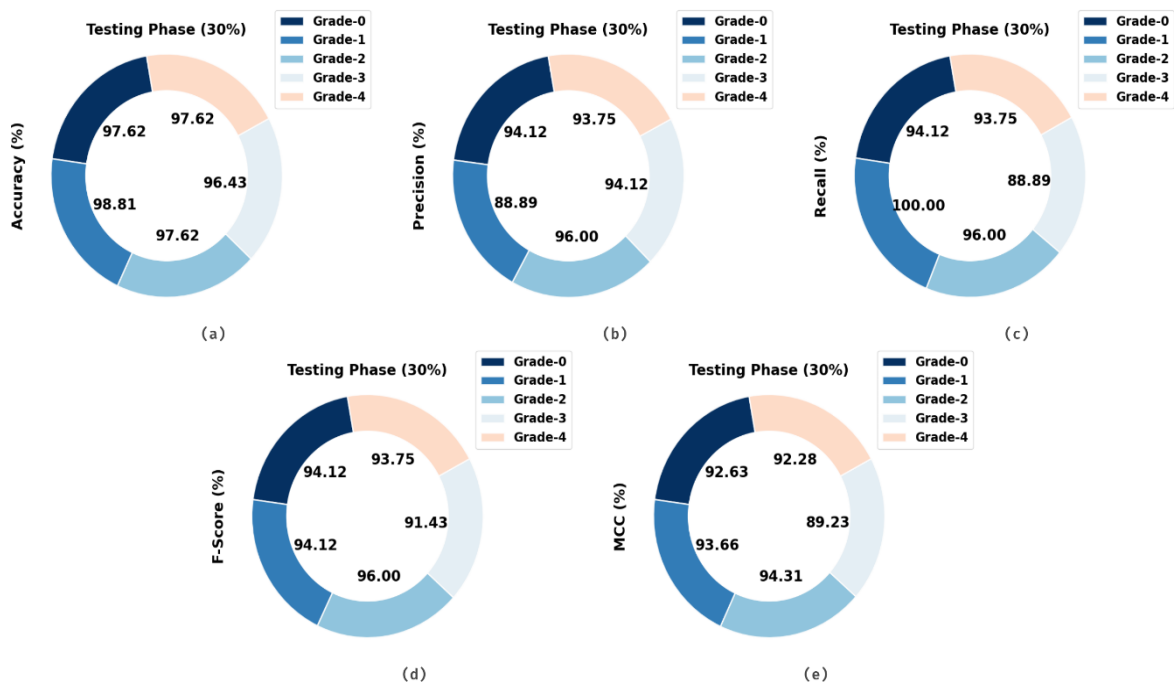 Testing Phase (30%)
Accuracy (%)
97.62
97.62
98.81
96.43
97.62
Grade-0
Grade-1
Grade-2
Grade-3
Grade-4
(a)
Testing Phase (30%)
Precision (%)
94.12
93.75
88.89
94.12
96.00
Grade-0
Grade-1
Grade-2
Grade-3
Grade-4
(b)
Testing Phase (30%)
Recall (%)
94.12
93.75
100.00
88.89
96.00
Grade-0
Grade-1
Grade-2
Grade-3
Grade-4
(c)
Testing Phase (30%)
F-Score (%)
94.12
93.75
94.12
91.43
96.00
Grade-0
Grade-1
Grade-2
Grade-3
Grade-4
(d)
Testing Phase (30%)
MCC (%)
92.63
92.28
93.66
89.23
94.31
Grade-0
Grade-1
Grade-2
Grade-3
Grade-4
(e)